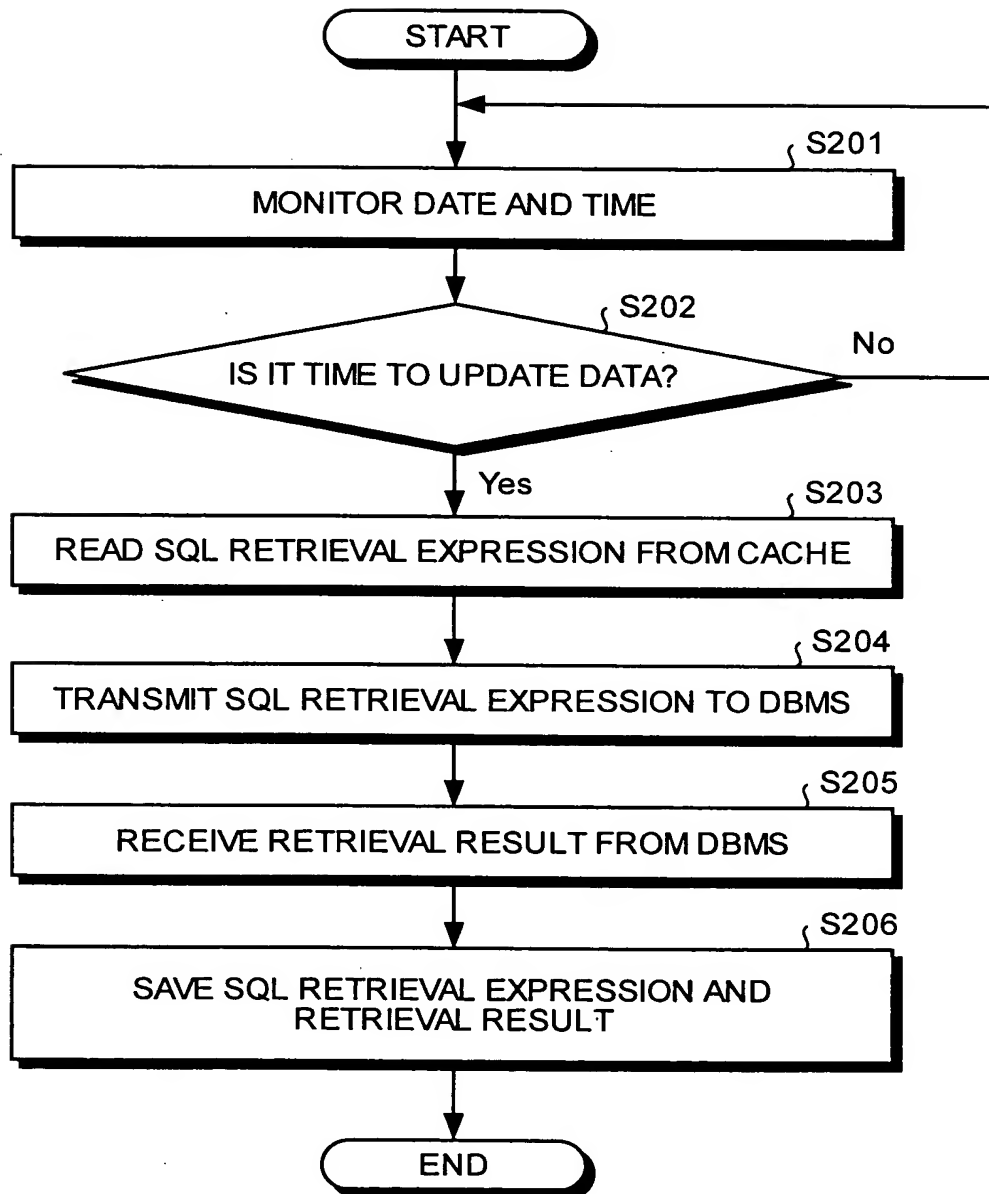 START
S201
MONITOR DATE AND TIME
S202
IS IT TIME TO UPDATE DATA?
No
Yes
S203
READ SQL RETRIEVAL EXPRESSION FROM CACHE
S204
TRANSMIT SQL RETRIEVAL EXPRESSION TO DBMS
S205
RECEIVE RETRIEVAL RESULT FROM DBMS
S206
SAVE SQL RETRIEVAL EXPRESSION AND
RETRIEVAL RESULT
END